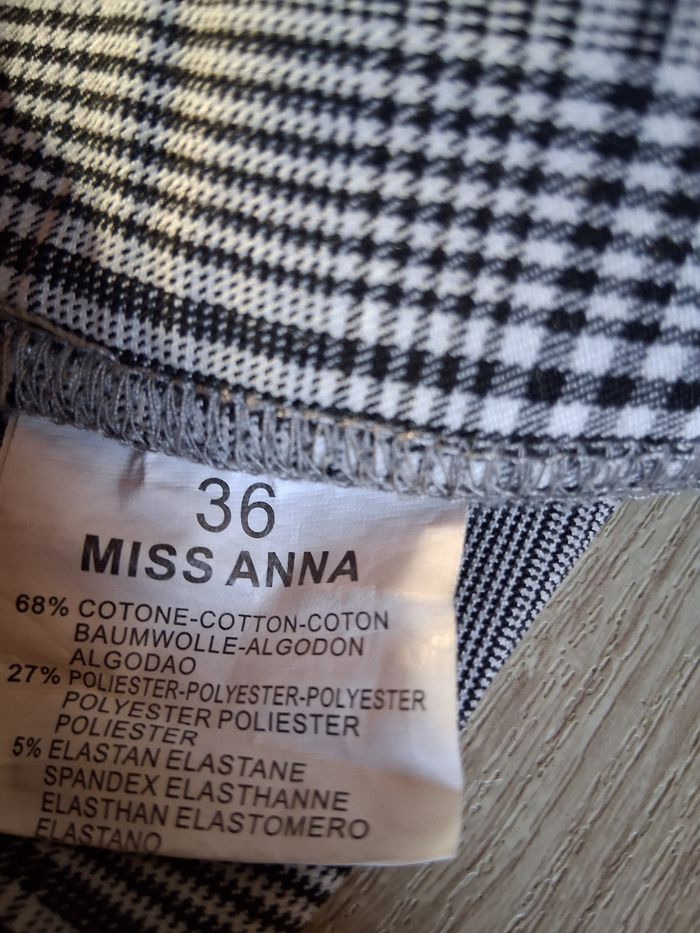 36
MISS ANNA
68% COTONE-COTTON-COTON
BAUMWOLLE-ALGODON
ALGODAO
27% POLIESTER-POLYESTER-POLYESTER
POLYESTER POLIESTER
POLIESTER
5% ELASTAN ELASTANE
SPANDEX ELASTHANNE
ELASTHAN ELASTOMERO
ELASTANO